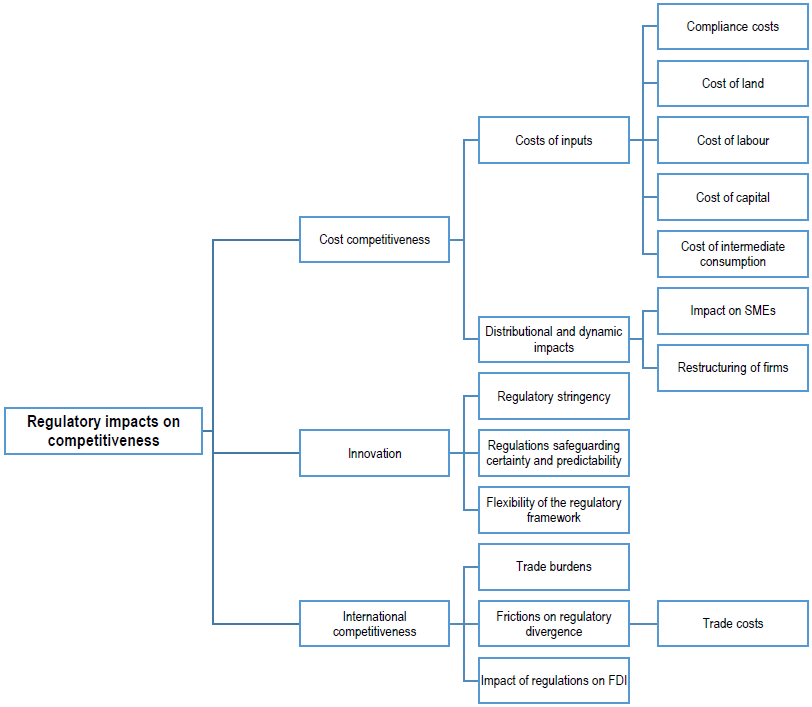 Regulatory impacts on
competitiveness
Cost competitiveness
Costs of inputs
Compliance costs
Cost of land
Cost of labour
Cost of capital
Cost of intermediate
consumption
Distributional and dynamic
impacts
Impact on SMEs
Restructuring of firms
Innovation
Regulatory stringency
Regulations safeguarding
certainty and predictability
Flexibility of the regulatory
framework
International
competitiveness
Trade burdens
Frictions on regulatory
divergence
Trade costs
Impact of regulations on FDI